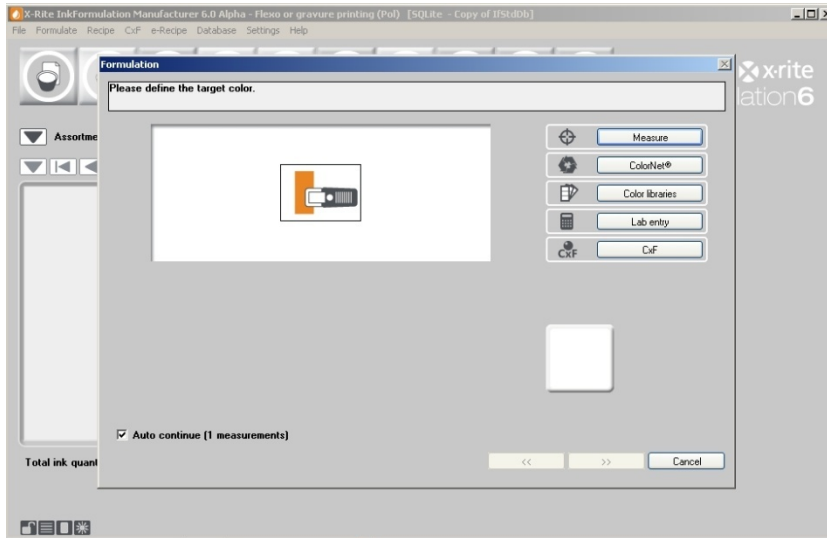 X-Rite InkFormulation Manufacturer 6.0 Alpha - Flexo or gravure printing (Pol) [SQLite - Copy of IfStdDb]
File Formulate Recipe CxF e-Recipe Database Settings Help
Formulation
Please define the target color.
x·rite
lation6
Assortme
Measure
ColorNet®
Color libraries
Lab entry
CxF
CxF
Auto continue (1 measurements)
Total ink quant
<< >> Cancel